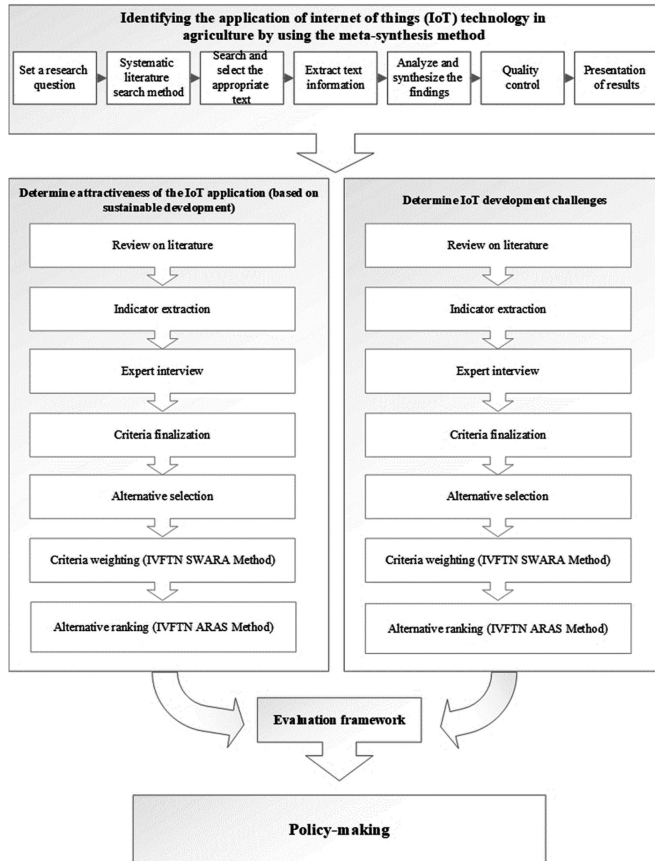 Identifying the application of internet of things (IoT) technology in
agriculture by using the meta-synthesis method
Set a research
question
Systematic
literature
search method
Search and
select the
appropriate
text
Extract text
information
Analyze and
synthesize the
findings
Quality
control
Presentation
of results
Determine attractiveness of the IoT application (based on
sustainable development)
Review on literature
Indicator extraction
Expert interview
Criteria finalization
Alternative selection
Criteria weighting (IVFTN SWARA Method)
Alternative ranking (IVFTN ARAS Method)
Determine IoT development challenges
Review on literature
Indicator extraction
Expert interview
Criteria finalization
Alternative selection
Criteria weighting (IVFTN SWARA Method)
Alternative ranking (IVFTN ARAS Method)
Evaluation framework
Policy-making